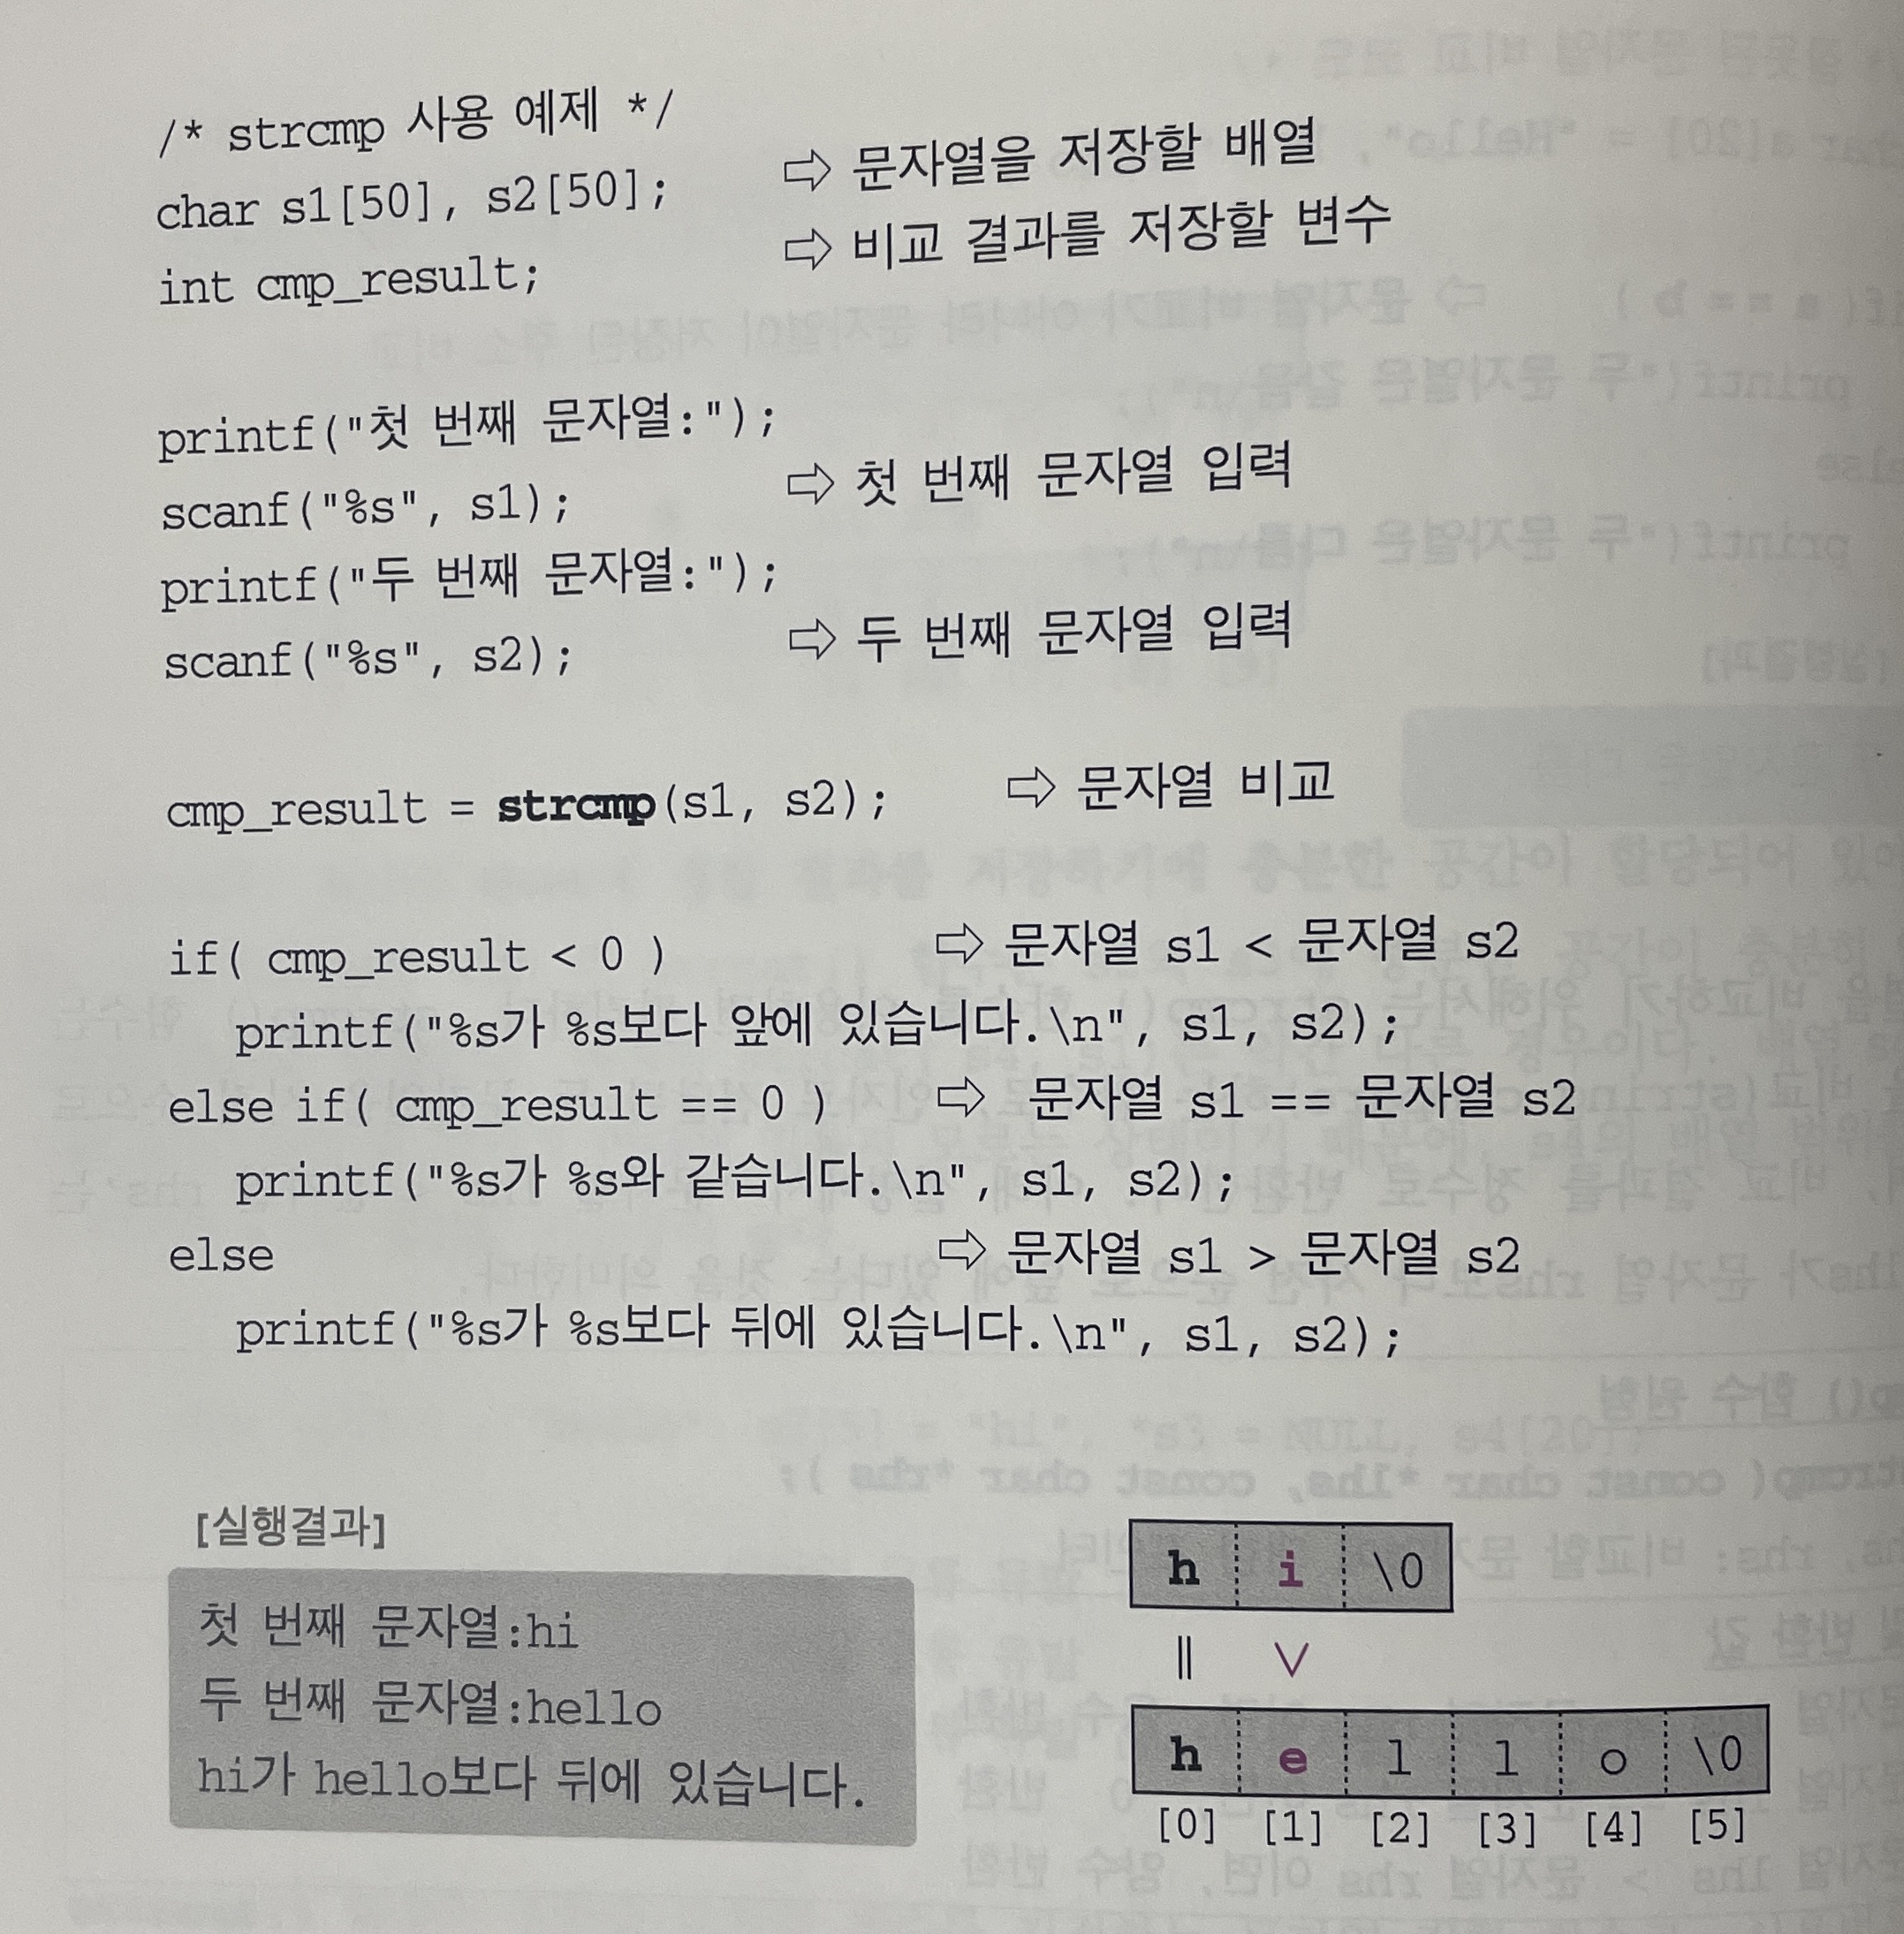 /* strcmp 사용 예제 */
char s1[50], s2[50]; ⇨ 문자열을 저장할 배열
int cmp_result; ⇨ 비교 결과를 저장할 변수
printf("첫 번째 문자열:");
scanf("%s", s1); ⇨ 첫 번째 문자열 입력
printf("두 번째 문자열:");
scanf("%s", s2); ⇨ 두 번째 문자열 입력
cmp_result = strcmp(s1, s2); ⇨ 문자열 비교
if( cmp_result < 0 ) ⇨ 문자열 s1 < 문자열 s2
printf("%s가 %s보다 앞에 있습니다.\n", s1, s2);
else if( cmp_result == 0 ) ⇨ 문자열 s1 == 문자열 s2
printf("%s가 %s와 같습니다.\n", s1, s2);
else ⇨ 문자열 s1 > 문자열 s2
printf("%s가 %s보다 뒤에 있습니다.\n", s1, s2);
[실행결과]
첫 번째 문자열:hi
두 번째 문자열:hello
hi가 hello보다 뒤에 있습니다.
h i \0
|| ∨
h e l l o \0
[0] [1] [2] [3] [4] [5]